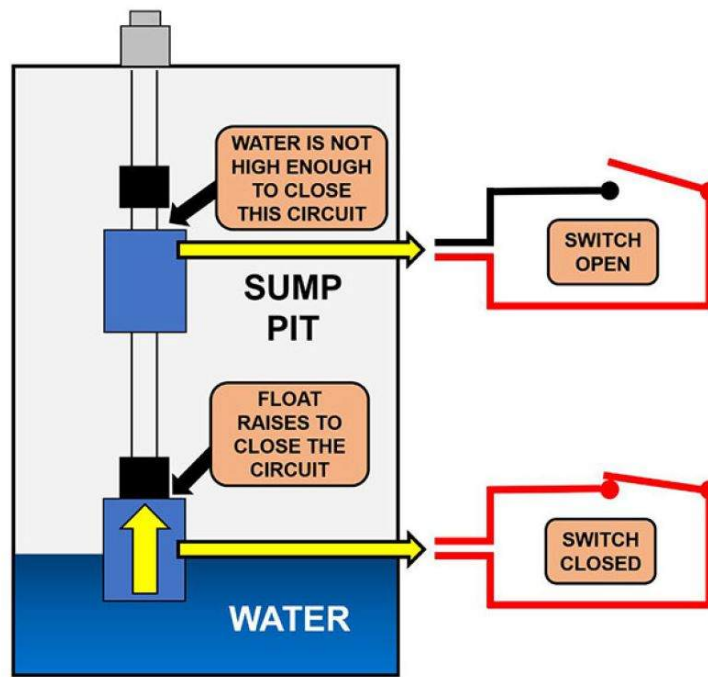 WATER IS NOT
HIGH ENOUGH
TO CLOSE
THIS CIRCUIT
SWITCH
OPEN
SUMP
PIT
FLOAT
RAISES TO
CLOSE THE
CIRCUIT
SWITCH
CLOSED
WATER